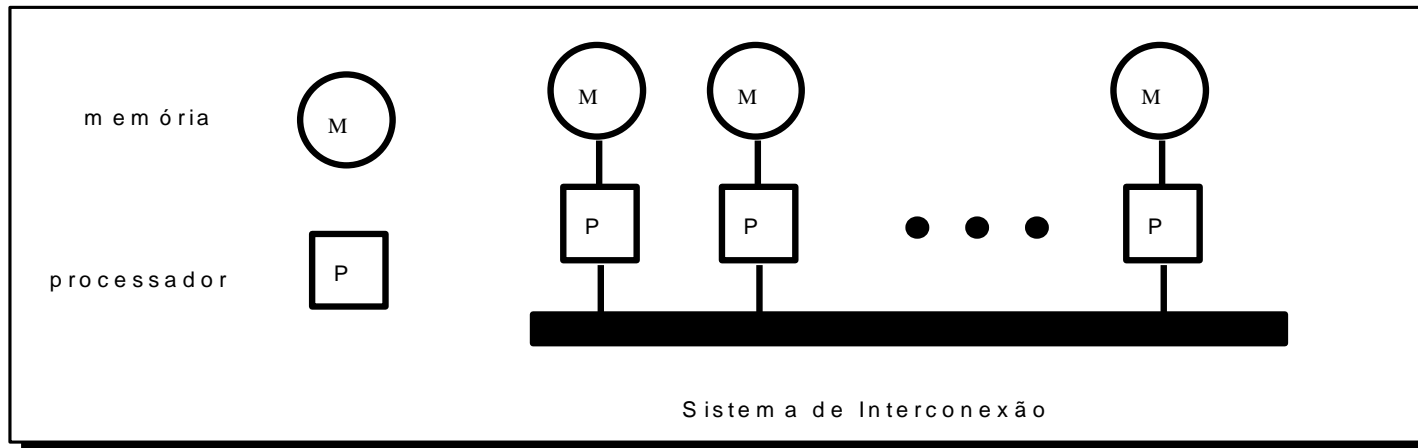 M M M
memória M
P P P
processador P
Sistema de Interconexão